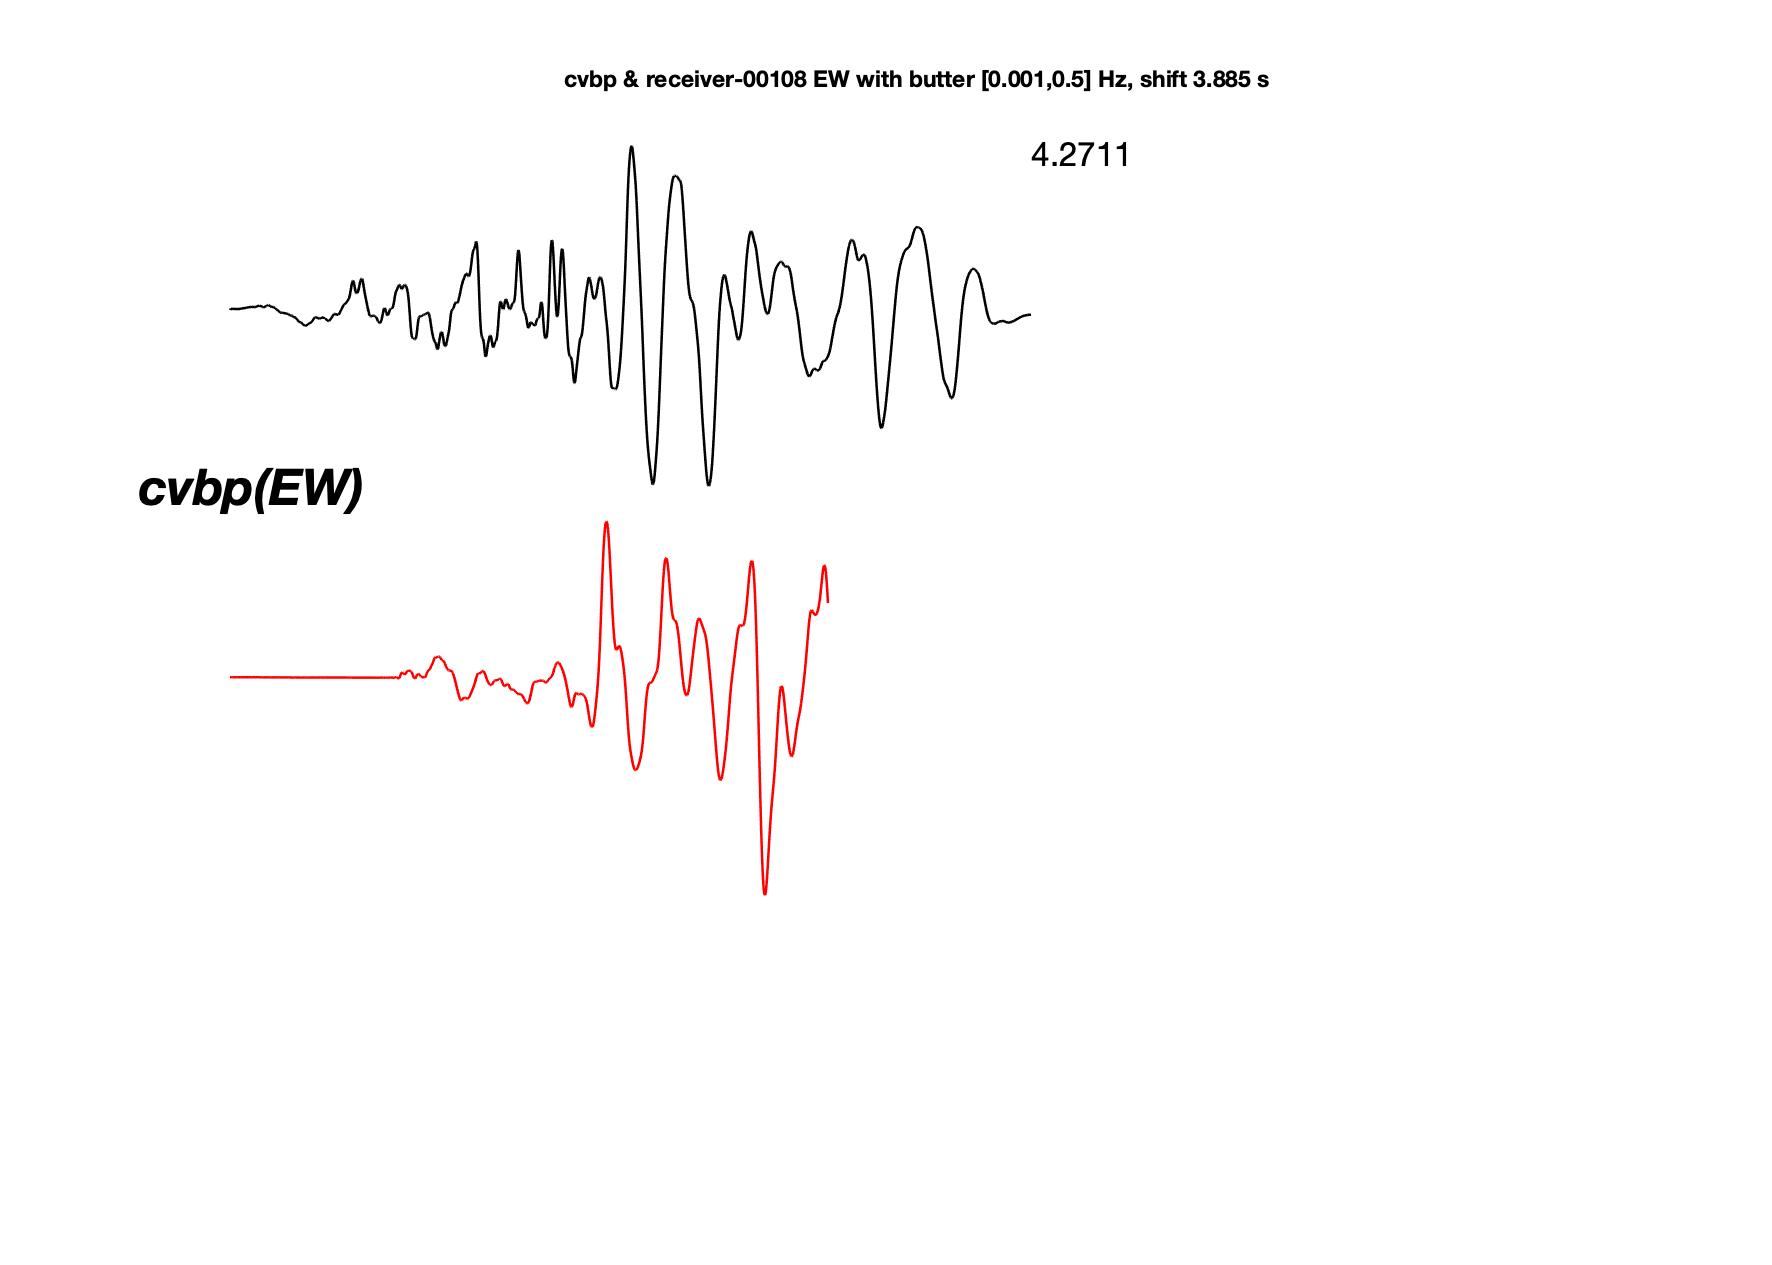 cvbp & receiver-00108 EW with butter [0.001,0.5] Hz, shift 3.885 s
4.2711
cvbp(EW)